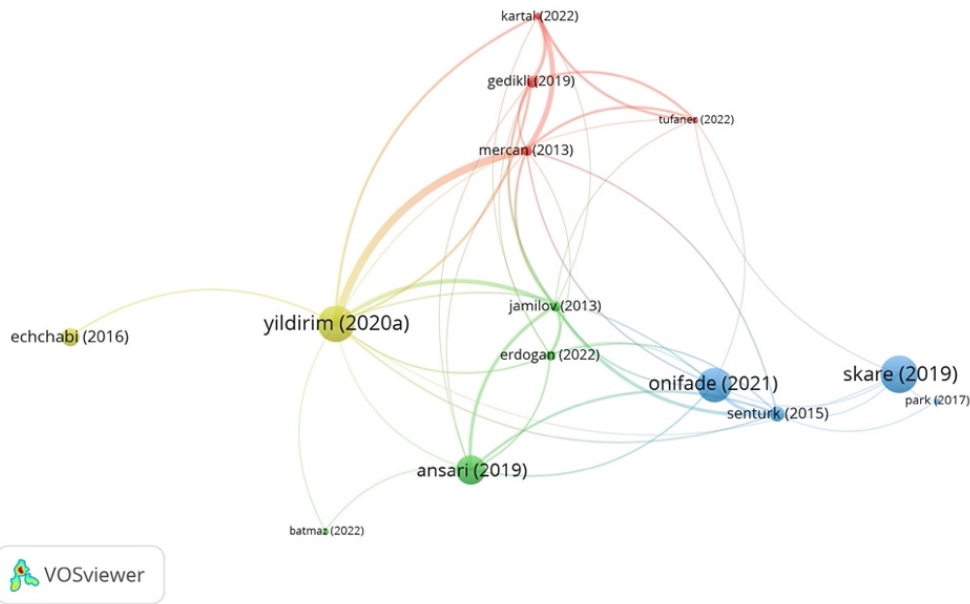 kartal (2022)
gedikli (2019)
tufaner (2022)
mercan (2013)
jamilov (2013)
yildirim (2020a)
echchabi (2016)
erdogan (2022)
skare (2019)
onifade (2021)
park (2017)
senturk (2015)
ansari (2019)
batmaz (2022)
VOSviewer